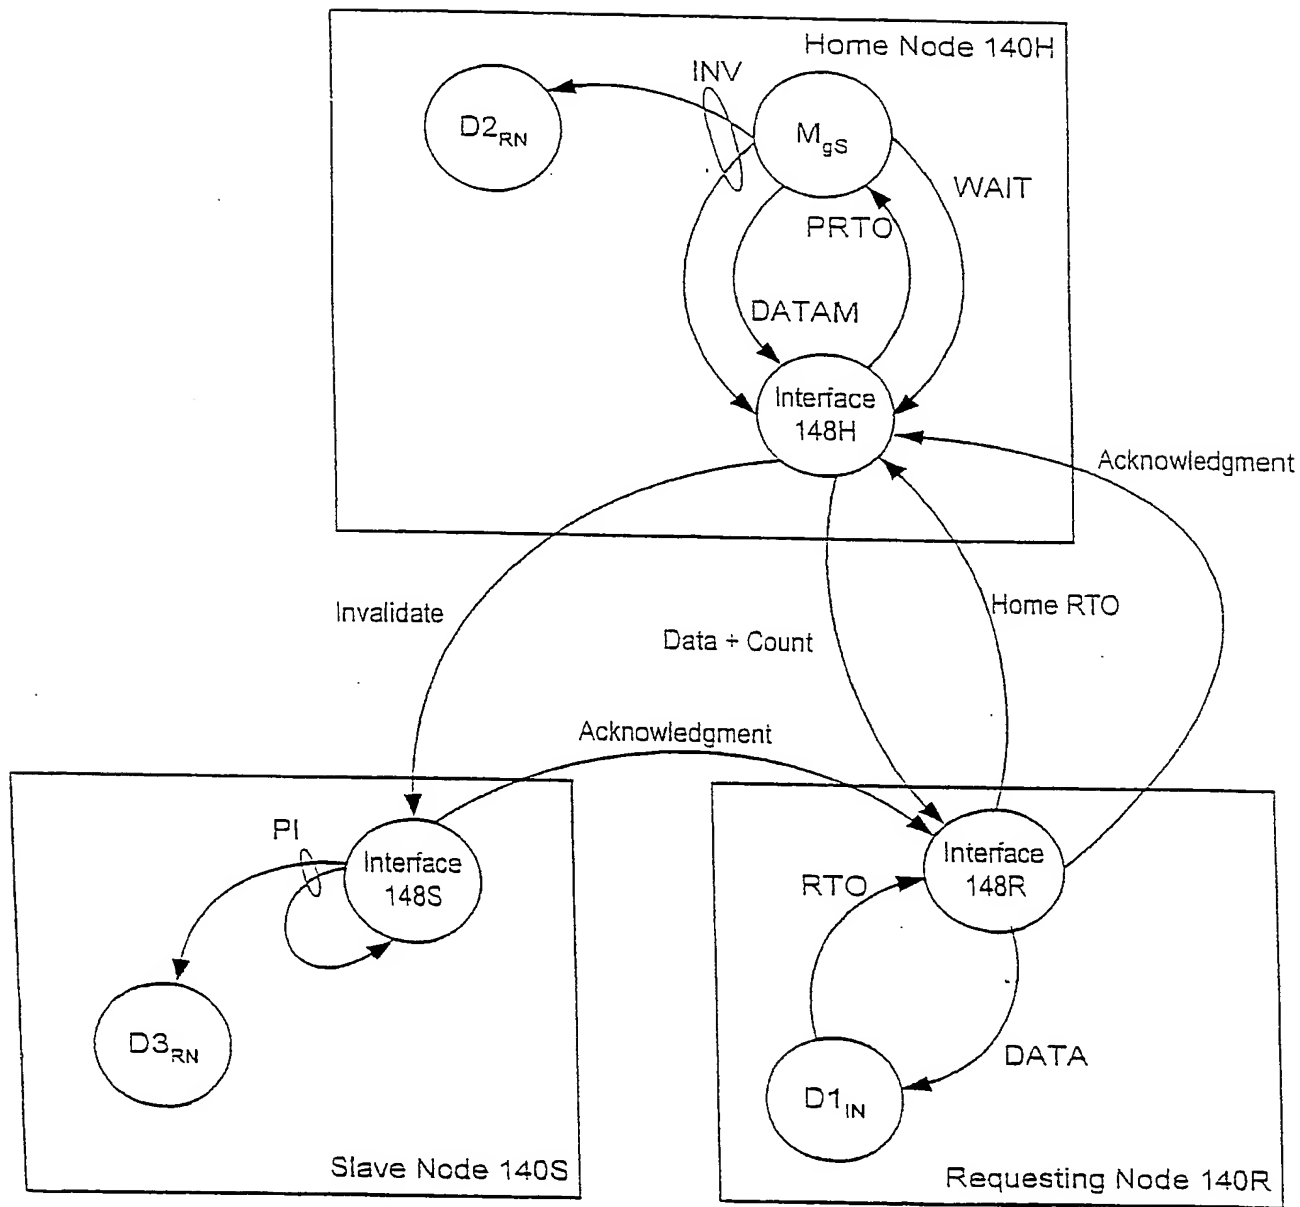 Home Node 140H
INV
D2RN
MgS
WAIT
PRTO
DATAM
Interface
148H
Acknowledgment
Invalidate
Data + Count
Home RTO
Acknowledgment
PI
Interface
148S
Interface
148R
RTO
D3RN
DATA
D1IN
Slave Node 140S
Requesting Node 140R